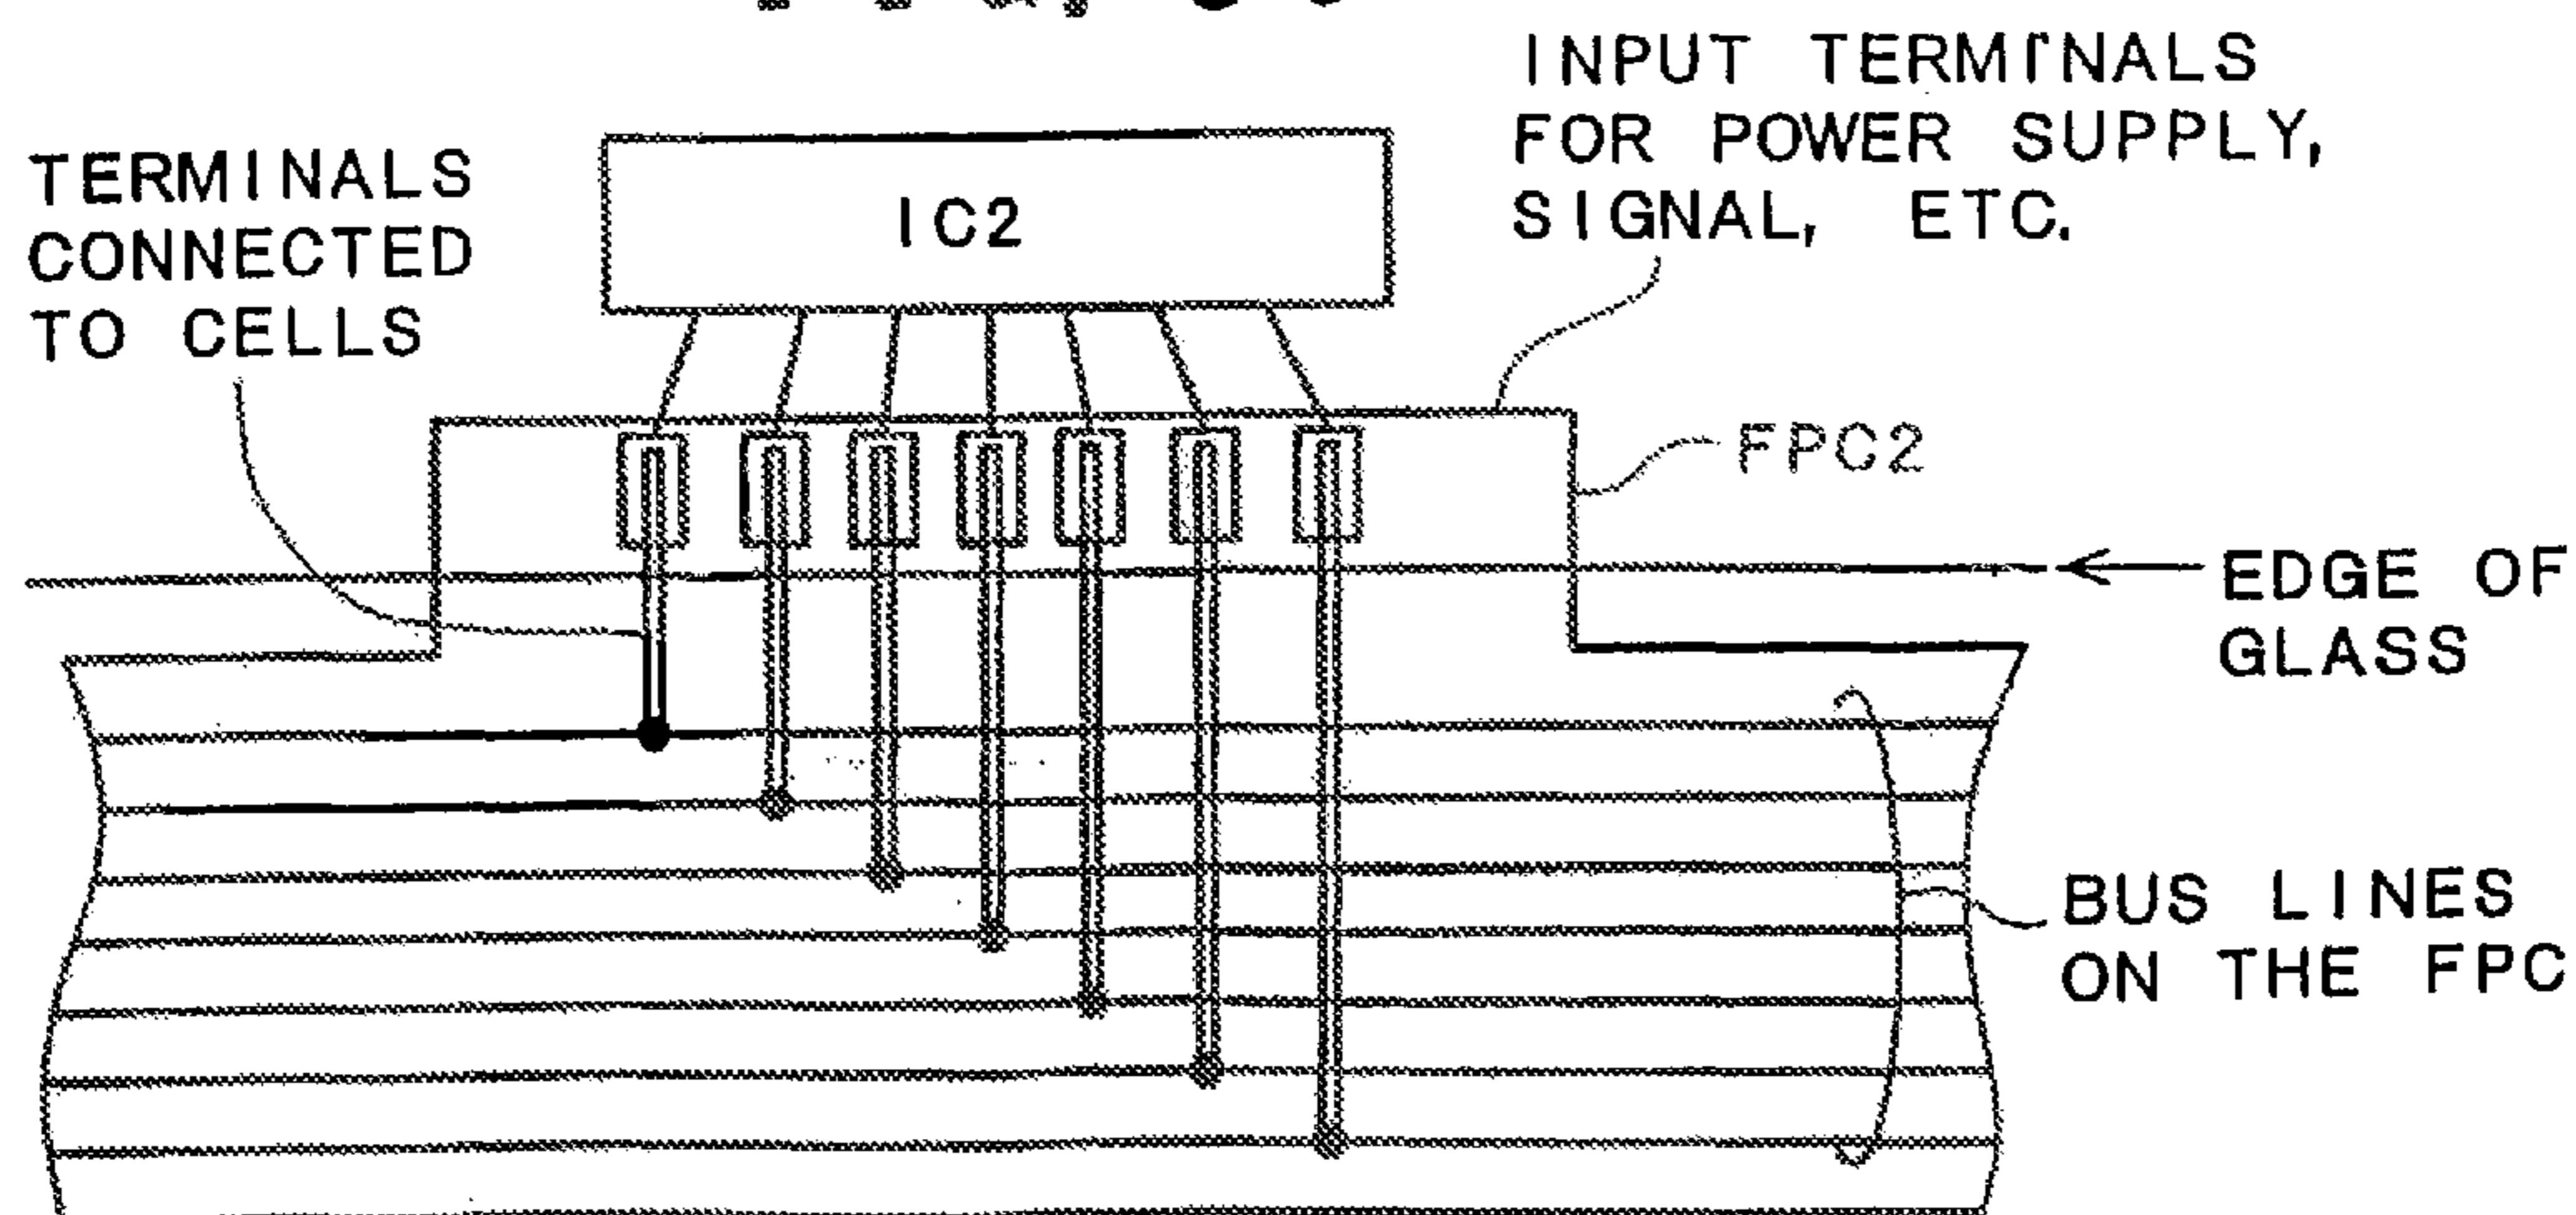 INPUT TERMINALS
FOR POWER SUPPLY,
SIGNAL, ETC.
TERMINALS
CONNECTED
TO CELLS
IC2
FPC2
EDGE OF
GLASS
BUS LINES
ON THE FPC